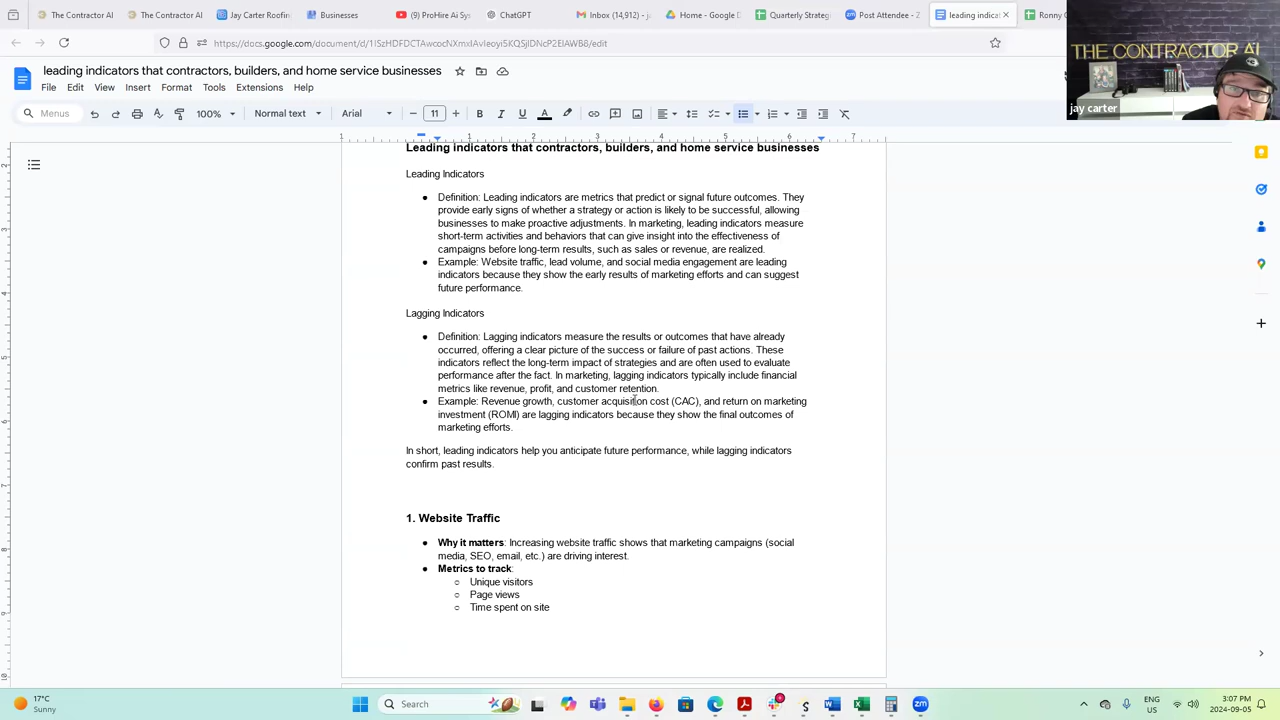 The Contractor AI
The Contractor AI
Jay Carter Roofin
Businesses
(9) ProHire Ai Sy
ChatGPT
Inbox (14,912) - j
Home - Google D
Quarterly Strateg
Post Attendee
leading indicat
Ronny
THE CONTRACTOR AI
jay carter
leading indicators that contractors, builders, and home service businesses
File Edit View Insert Format Tools Extensions Help
Menus 100% Normal text Arial 11 B I U A
1 1 2 3 4 5 6 7
Leading indicators that contractors, builders, and home service businesses
Leading Indicators
● Definition: Leading indicators are metrics that predict or signal future outcomes. They
provide early signs of whether a strategy or action is likely to be successful, allowing
businesses to make proactive adjustments. In marketing, leading indicators measure
short-term activities and behaviors that can give insight into the effectiveness of
campaigns before long-term results, such as sales or revenue, are realized.
● Example: Website traffic, lead volume, and social media engagement are leading
indicators because they show the early results of marketing efforts and can suggest
future performance.
Lagging Indicators
● Definition: Lagging indicators measure the results or outcomes that have already
occurred, offering a clear picture of the success or failure of past actions. These
indicators reflect the long-term impact of strategies and are often used to evaluate
performance after the fact. In marketing, lagging indicators typically include financial
metrics like revenue, profit, and customer retention.
● Example: Revenue growth, customer acquisition cost (CAC), and return on marketing
investment (ROMI) are lagging indicators because they show the final outcomes of
marketing efforts.
In short, leading indicators help you anticipate future performance, while lagging indicators
confirm past results.
1. Website Traffic
● Why it matters: Increasing website traffic shows that marketing campaigns (social
media, SEO, email, etc.) are driving interest.
● Metrics to track:
○ Unique visitors
○ Page views
○ Time spent on site
17°C
Sunny
Search
ENG
US
3:07 PM
2024-09-05